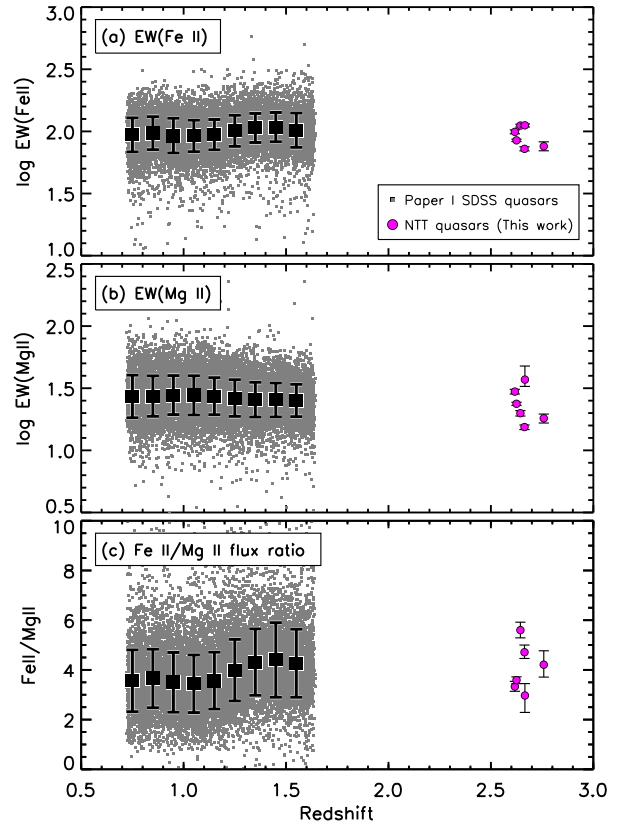 3.0
(a) EW(Fe II)
2.5
2.0
log EW(FeII)
1.5
1.0
Paper I SDSS quasars
NTT quasars (This work)
2.5
(b) EW(Mg II)
2.0
1.5
log EW(MgII)
1.0
0.5
10
(c) Fe II/Mg II flux ratio
8
6
FeII/MgII
4
2
0
0.5 1.0 1.5 2.0 2.5 3.0
Redshift